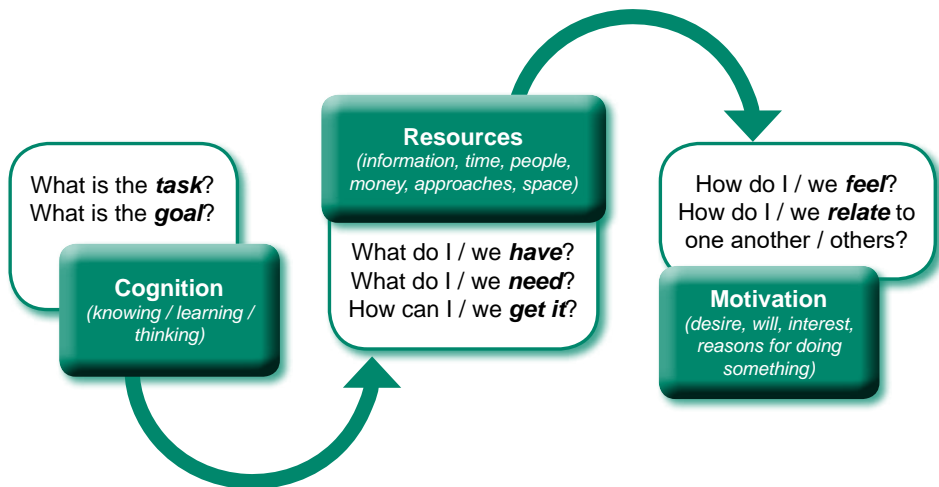 What is the task?
What is the goal?
Cognition
(knowing / learning /
thinking)
Resources
(information, time, people,
money, approaches, space)
What do I / we have?
What do I / we need?
How can I / we get it?
How do I / we feel?
How do I / we relate to
one another / others?
Motivation
(desire, will, interest,
reasons for doing
something)